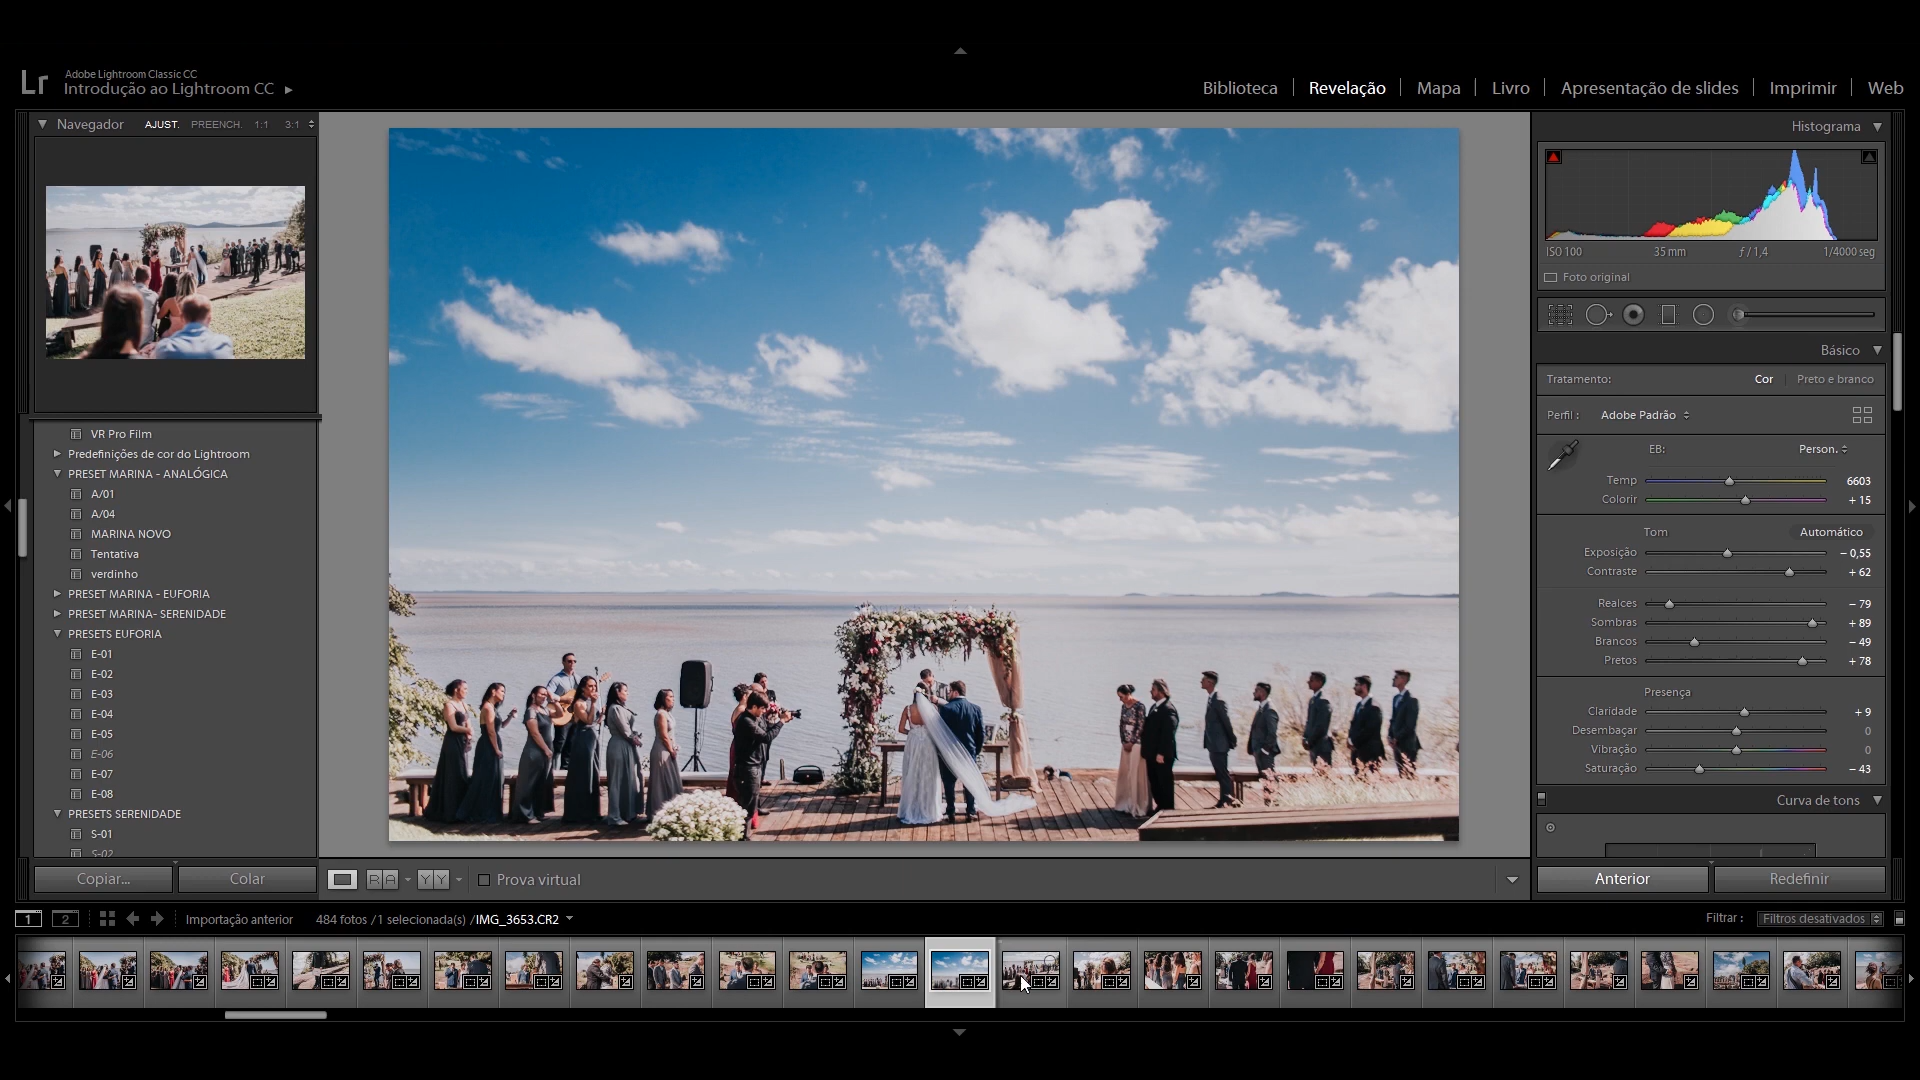 Lr
Adobe Lightroom Classic CC
Introdução ao Lightroom CC
Biblioteca | Revelação | Mapa | Livro | Apresentação de slides | Imprimir | Web
Navegador AJUST. PREENCH. 1:1 3:1
VR Pro Film
Predefinições de cor do Lightroom
PRESET MARINA - ANALÓGICA
A/01
A/04
MARINA NOVO
Tentativa
verdinho
PRESET MARINA - EUFORIA
PRESET MARINA- SERENIDADE
PRESETS EUFORIA
E-01
E-02
E-03
E-04
E-05
E-06
E-07
E-08
PRESETS SERENIDADE
S-01
S-02
Copiar... Colar
R A Y Y Prova virtual
Histograma
ISO 100 35 mm ƒ / 1,4 1/4000 seg
Foto original
Básico
Tratamento: Cor Preto e branco
Perfil : Adobe Padrão
EB: Person.
Temp 6603
Colorir + 15
Tom Automático
Exposição − 0,55
Contraste + 62
Realces − 79
Sombras + 89
Brancos − 49
Pretos + 78
Presença
Claridade + 9
Desembaçar 0
Vibração 0
Saturação − 43
Curva de tons
Anterior Redefinir
1 2 Importação anterior 484 fotos /1 selecionada(s) /IMG_3653.CR2 Filtrar : Filtros desativados